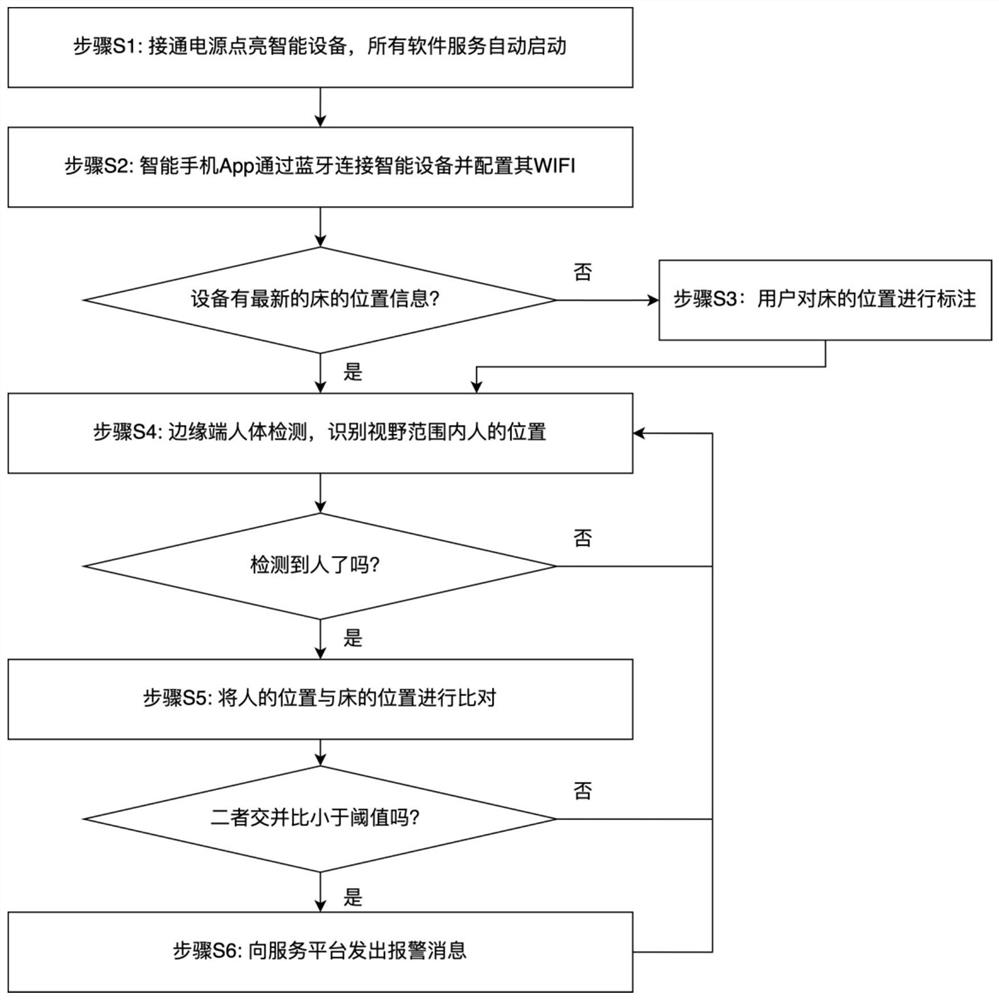 步骤S1: 接通电源点亮智能设备，所有软件服务自动启动
步骤S2: 智能手机App通过蓝牙连接智能设备并配置其WIFI
设备有最新的床的位置信息?
否
步骤S3：用户对床的位置进行标注
是
步骤S4: 边缘端人体检测，识别视野范围内人的位置
检测到人了吗?
否
是
步骤S5: 将人的位置与床的位置进行比对
二者交并比小于阈值吗?
否
是
步骤S6: 向服务平台发出报警消息